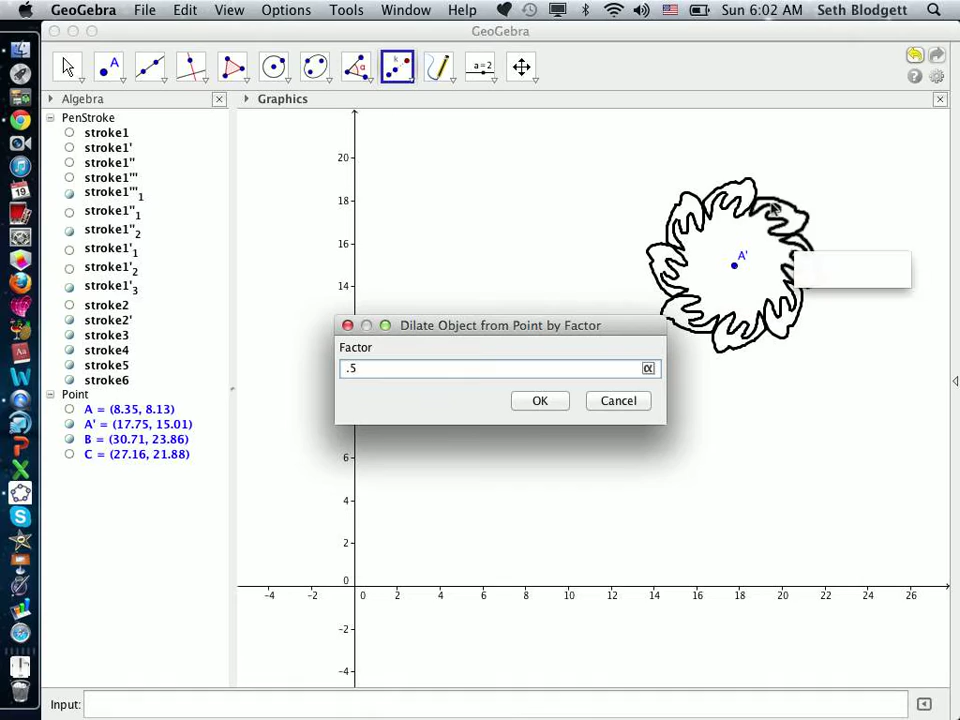 GeoGebra File Edit View Options Tools Window Help Sun 6:02 AM Seth Blodgett
GeoGebra
A
α
k
a=2
Algebra
Graphics
PenStroke
stroke1
stroke1'
stroke1''
stroke1'''
stroke1'''1
stroke1''1
stroke1''2
stroke1'1
stroke1'2
stroke1'3
stroke2
stroke2'
stroke3
stroke4
stroke5
stroke6
Point
A = (8.35, 8.13)
A' = (17.75, 15.01)
B = (30.71, 23.86)
C = (27.16, 21.88)
20
18
16
14
6
4
2
0
-2
-4
-4 -2 0 2 4 6 8 10 12 14 16 18 20 22 24 26
A'
Dilate Object from Point by Factor
Factor
.5
α
OK Cancel
Input: